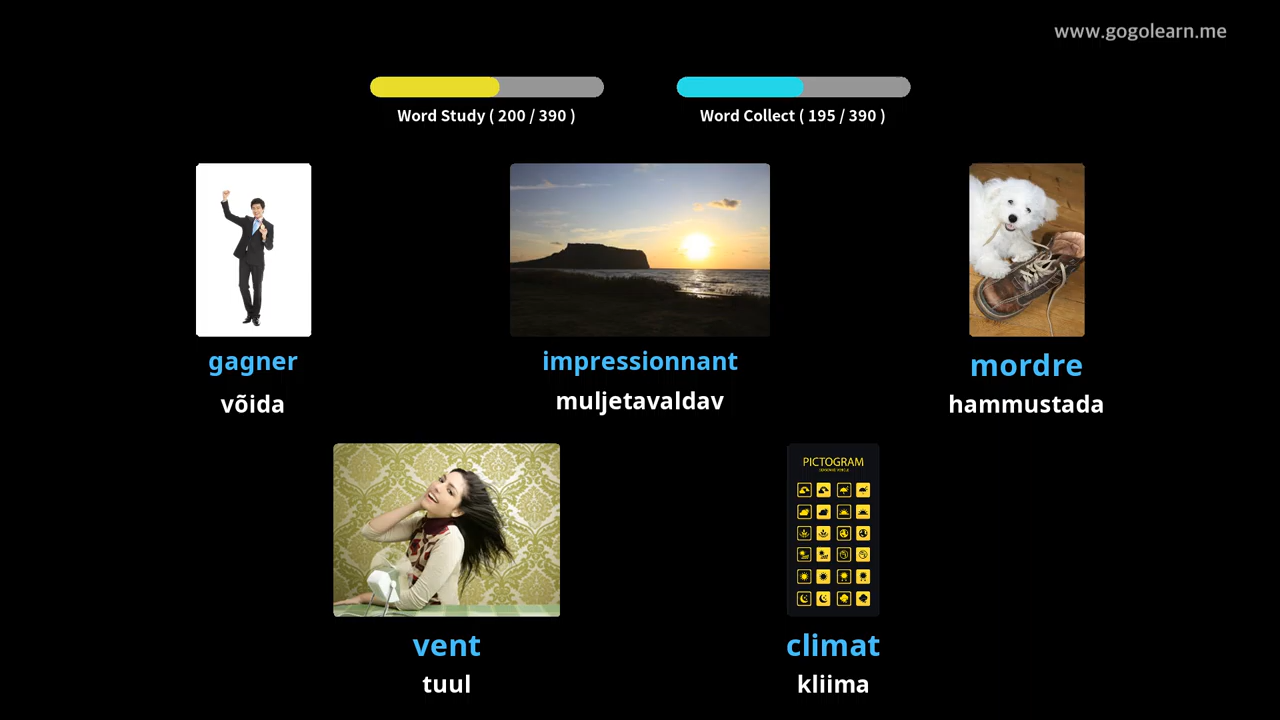 www.gogolearn.me
Word Study ( 200 / 390 )
Word Collect ( 195 / 390 )
gagner
võida
impressionnant
muljetavaldav
mordre
hammustada
PICTOGRAM
vent
tuul
climat
kliima